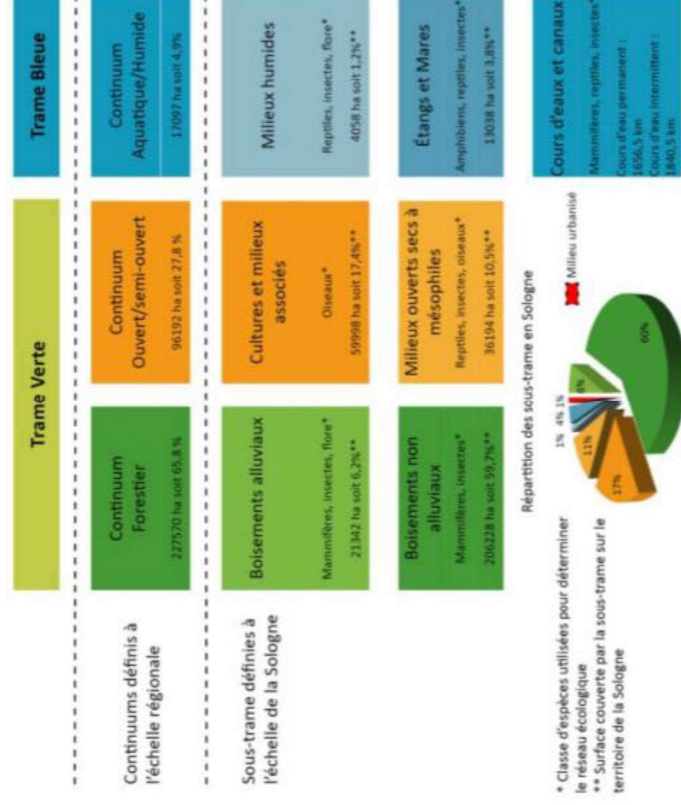 Trame Verte
Trame Bleue
Continuums définis à
l'échelle régionale
Continuum
Forestier
227570 ha soit 65,8 %
Continuum
Ouvert/semi-ouvert
96192 ha soit 27,8 %
Continuum
Aquatique/Humide
17097 ha soit 4,9%
Sous-trame définies à
l'échelle de la Sologne
Boisements alluviaux
Mammifères, insectes, flore*
21342 ha soit 6,2%**
Cultures et milieux
associés
Oiseaux*
59998 ha soit 17,4%**
Milieux humides
Reptiles, insectes, flore*
4058 ha soit 1,2%**
Boisements non
alluviaux
Mammifères, insectes*
206228 ha soit 59,7%**
Milieux ouverts secs à
mésophiles
Reptiles, insectes, oiseaux*
36194 ha soit 10,5%**
Étangs et Mares
Amphibiens, reptiles, insectes*
13038 ha soit 3,8%**
Cours d'eaux et canaux
Mammifères, reptiles, insectes*
Cours d'eau permanent :
1656,5 km
Cours d'eau intermittent :
1840,5 km
Répartition des sous-trame en Sologne
Milieu urbanisé
1% 4% 1%
6%
11%
17%
60%
* Classe d'espèces utilisées pour déterminer
le réseau écologique
** Surface couverte par la sous-trame sur le
territoire de la Sologne